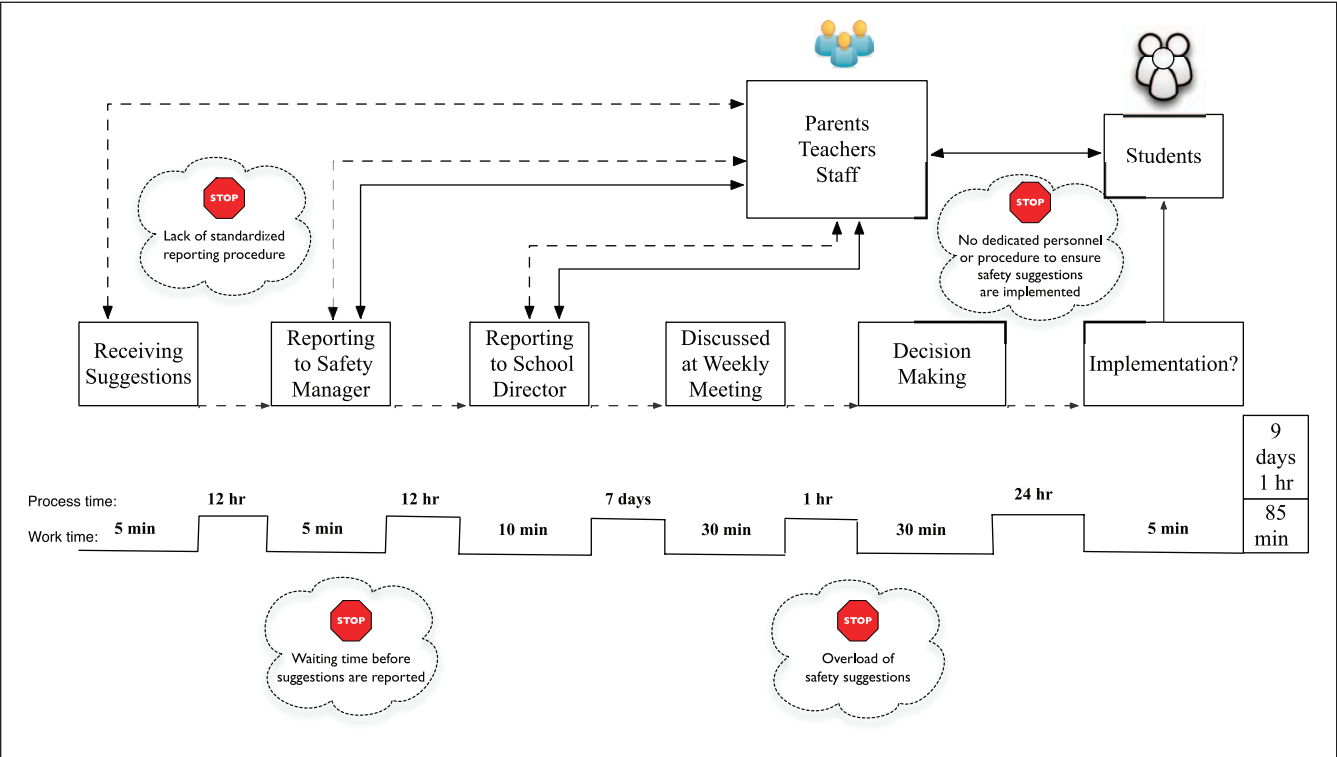 Parents
Teachers
Staff
Students
STOP
Lack of standardized
reporting procedure
STOP
No dedicated personnel
or procedure to ensure
safety suggestions
are implemented
Receiving
Suggestions
Reporting
to Safety
Manager
Reporting
to School
Director
Discussed
at Weekly
Meeting
Decision
Making
Implementation?
9
days
1 hr
Process time:
12 hr
12 hr
7 days
1 hr
24 hr
Work time:
5 min
5 min
10 min
30 min
30 min
5 min
85
min
STOP
Waiting time before
suggestions are reported
STOP
Overload of
safety suggestions